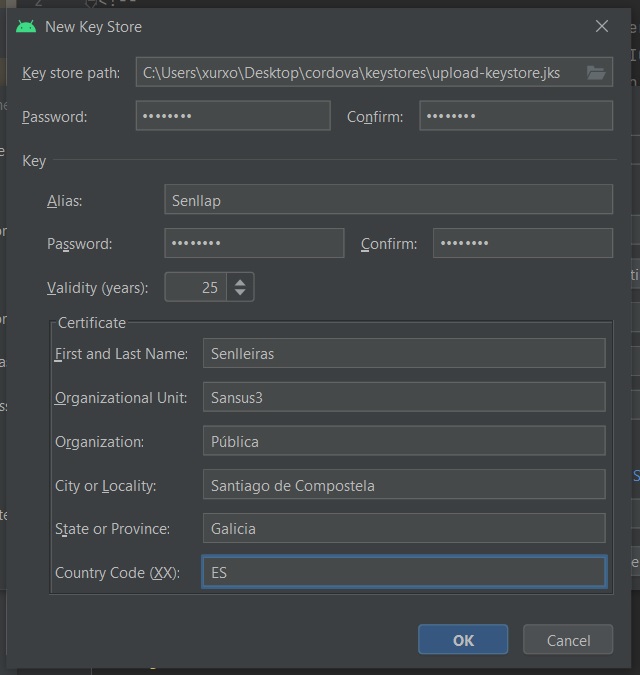 New Key Store
Key store path: C:\Users\xurxo\Desktop\cordova\keystores\upload-keystore.jks
Password: •••••••• Confirm: ••••••••
Key
Alias: Senllap
Password: •••••••• Confirm: ••••••••
Validity (years): 25
Certificate
First and Last Name: Senlleiras
Organizational Unit: Sansus3
Organization: Pública
City or Locality: Santiago de Compostela
State or Province: Galicia
Country Code (XX): ES
OK Cancel